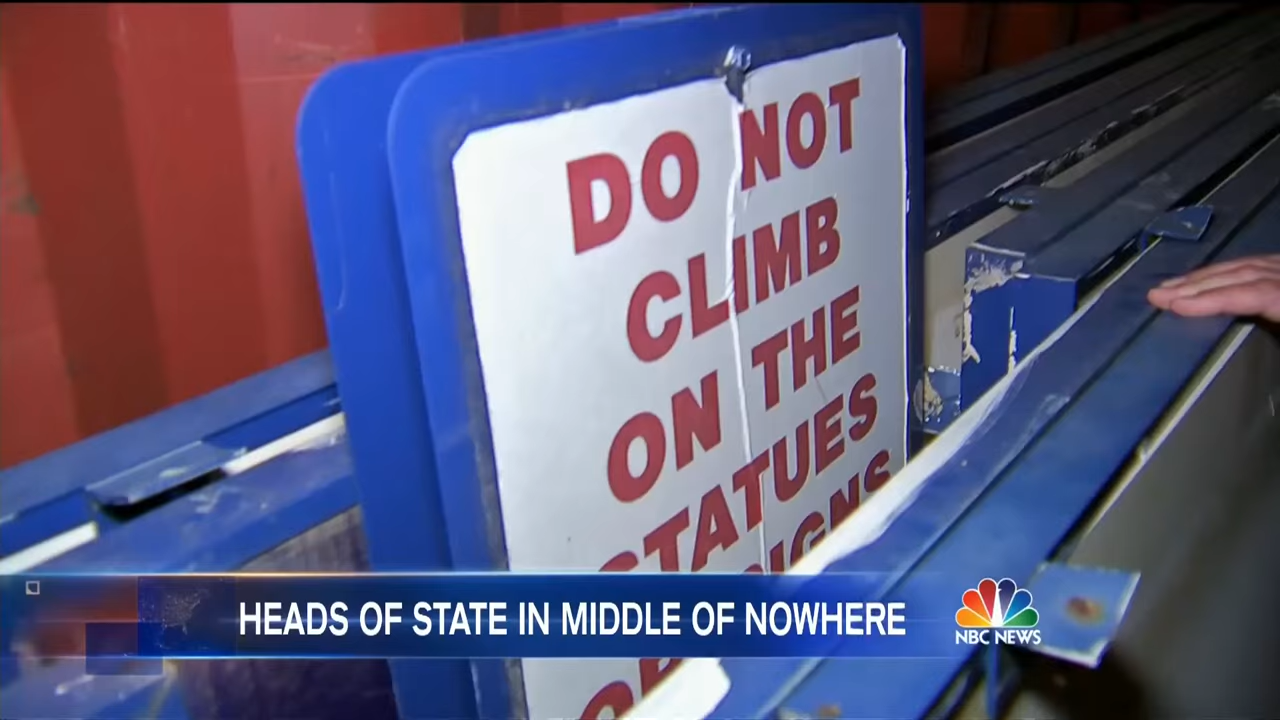 DO NOT
CLIMB
ON THE
STATUES
HEADS OF STATE IN MIDDLE OF NOWHERE
NBC NEWS